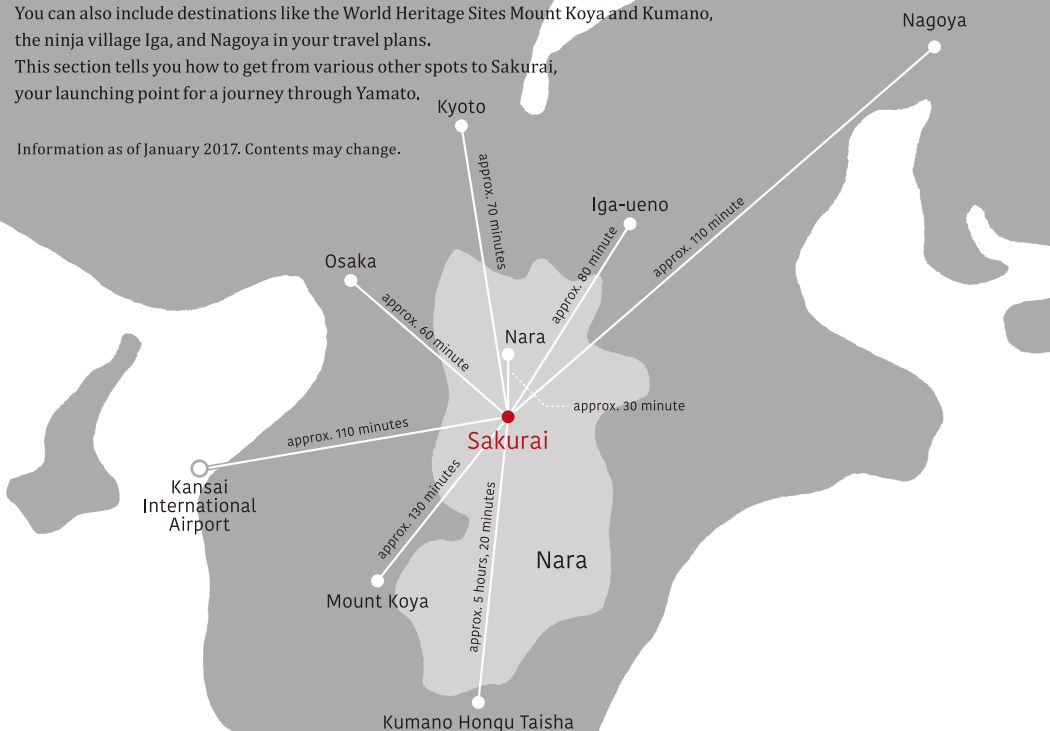 You can also include destinations like the World Heritage Sites Mount Koya and Kumano,
the ninja village Iga, and Nagoya in your travel plans.
This section tells you how to get from various other spots to Sakurai,
your launching point for a journey through Yamato.
Information as of January 2017. Contents may change.
Nagoya
Kyoto
approx. 70 minutes
Iga-ueno
approx. 80 minute
approx. 110 minute
Osaka
approx. 60 minute
Nara
approx. 30 minute
Sakurai
approx. 110 minutes
Kansai
International
Airport
approx. 130 minutes
Mount Koya
approx. 5 hours, 20 minutes
Nara
Kumano Hongu Taisha